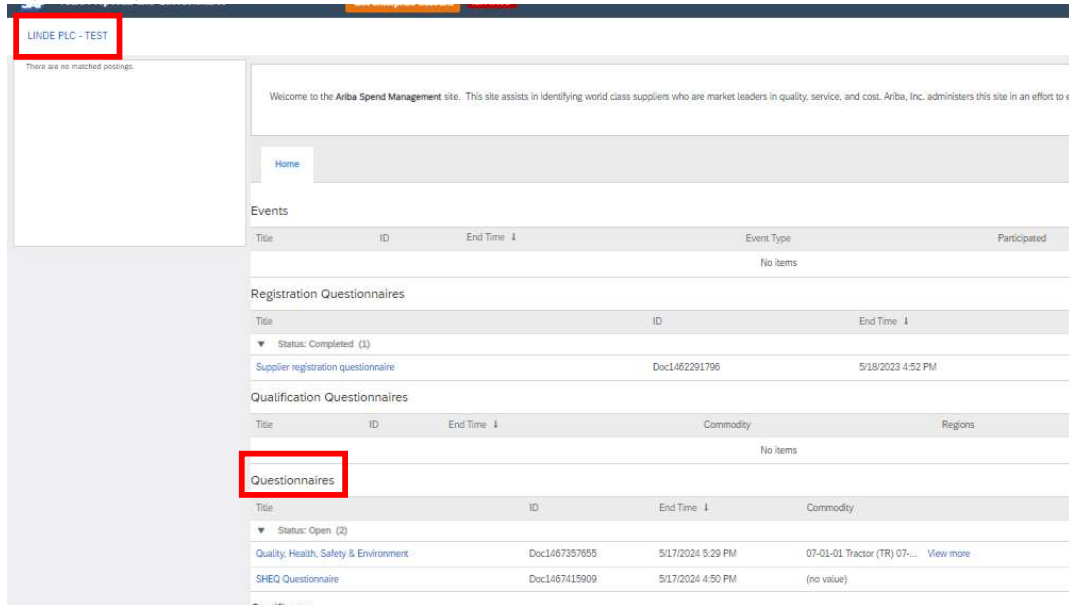 LINDE PLC - TEST
There are no matched postings.
Welcome to the Ariba Spend Management site. This site assists in identifying world class suppliers who are market leaders in quality, service, and cost. Ariba, Inc. administers this site in an effort to
Home
Events
Title ID End Time ↓ Event Type Participated
No items
Registration Questionnaires
Title ID End Time ↓
▼ Status: Completed (1)
Supplier registration questionnaire Doc1462291796 5/18/2023 4:52 PM
Qualification Questionnaires
Title ID End Time ↓ Commodity Regions
No items
Questionnaires
Title ID End Time ↓ Commodity
▼ Status: Open (2)
Quality, Health, Safety & Environment Doc1467357655 5/17/2024 5:29 PM 07-01-01 Tractor (TR) 07-... View more
SHEQ Questionnaire Doc1467415909 5/17/2024 4:50 PM (no value)